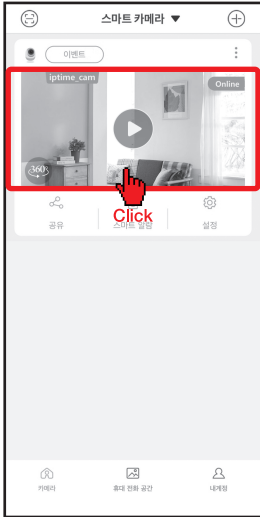 스마트 카메라 ▼
이벤트
iptime_cam
Online
360
Click
공유
스마트 알람
설정
카메라
휴대 전화 공간
내계정